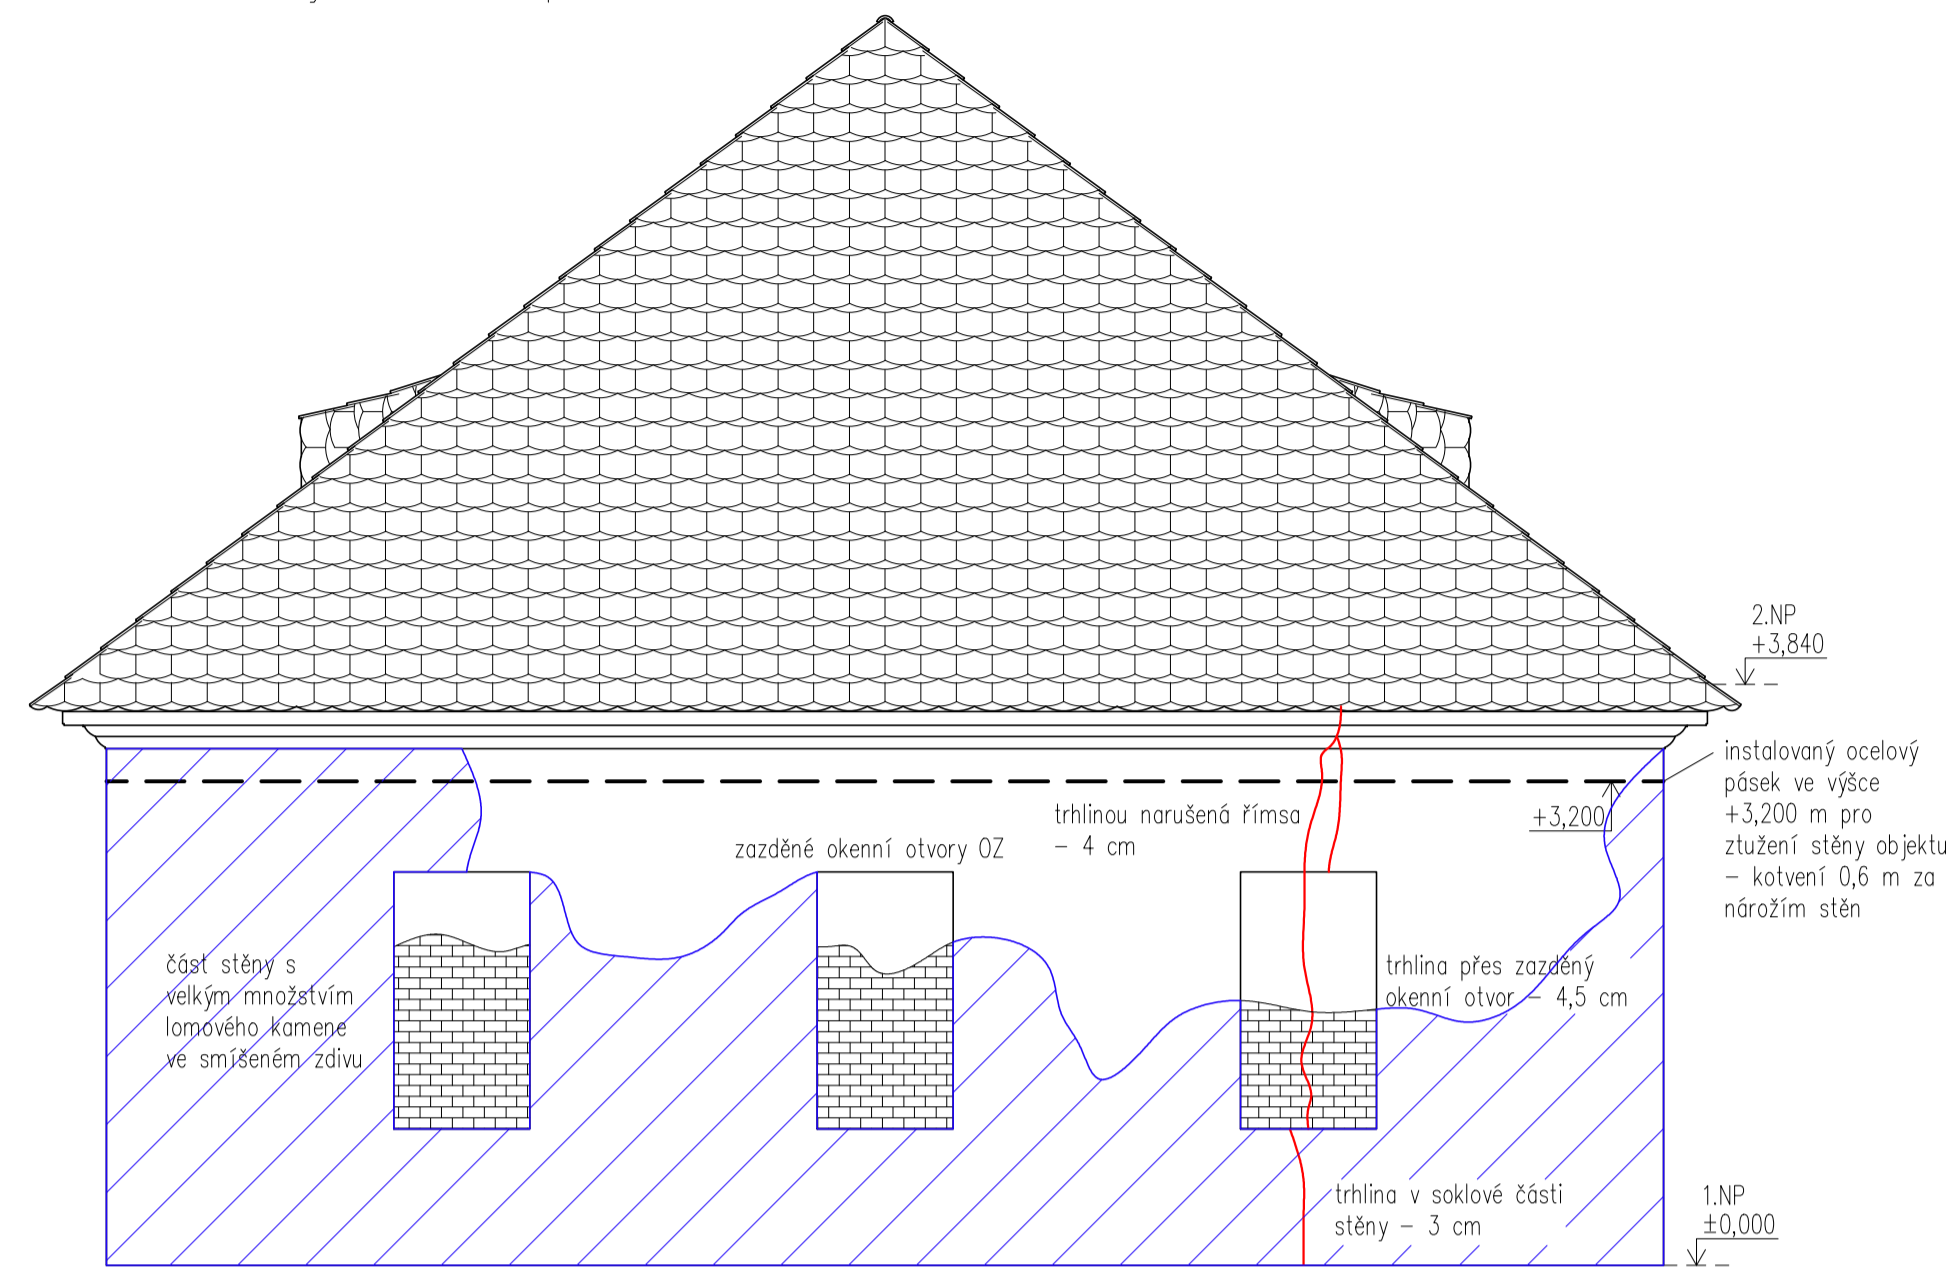 2.NP
+3,840
instalovaný ocelový
pásek ve výšce
+3,200 m pro
ztužení stěny objektu
– kotvení 0,6 m za
nárožím stěn
trhlinou narušená římsa
– 4 cm
+3,200
zazděné okenní otvory OZ
část stěny s
velkým množstvím
lomového kamene
ve smíšeném zdivu
trhlina přes zazděný
okenní otvor – 4,5 cm
trhlina v soklové části
stěny – 3 cm
1.NP
±0,000